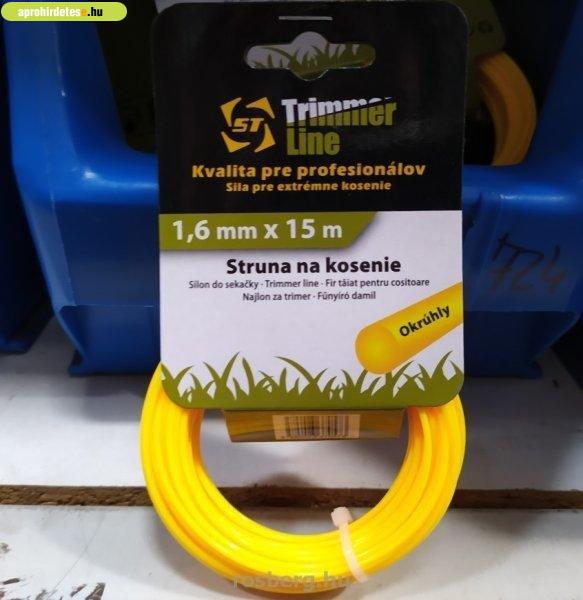 aprohirdetes.hu
ST
Trimmer
Line
Kvalita pre profesionálov
Sila pre extrémne kosenie
1,6 mm x 15 m
Struna na kosenie
Silon do sekačky · Trimmer line · Fir tăiat pentru cositoare
Najlon za trimer · Fűnyíró damil
Okrúhly
724
rosberg.hu